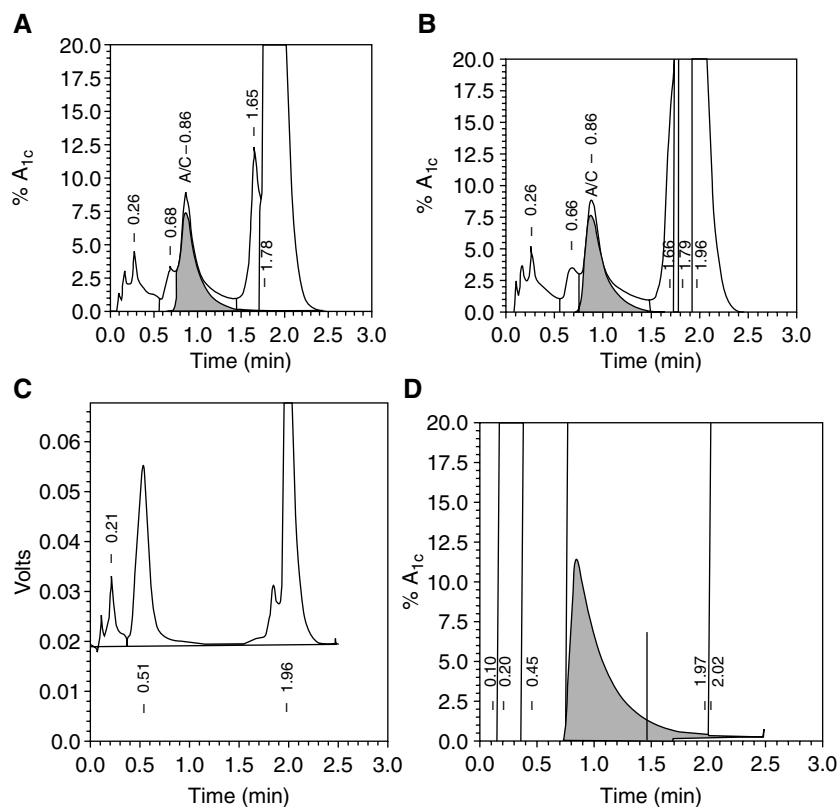 A
% A1c
20.0
17.5
15.0
12.5
10.0
7.5
5.0
2.5
0.0
– 0.26
– 0.68
A/C – 0.86
– 1.65
– 1.78
0.0 0.5 1.0 1.5 2.0 2.5 3.0
Time (min)
B
% A1c
20.0
17.5
15.0
12.5
10.0
7.5
5.0
2.5
0.0
– 0.26
– 0.66
A/C – 0.86
– 1.66
– 1.79
– 1.96
0.0 0.5 1.0 1.5 2.0 2.5 3.0
Time (min)
C
Volts
0.06
0.05
0.04
0.03
0.02
0.01
0.0
– 0.21
– 0.51
– 1.96
0.0 0.5 1.0 1.5 2.0 2.5 3.0
Time (min)
D
% A1c
20.0
17.5
15.0
12.5
10.0
7.5
5.0
2.5
0.0
– 0.10
– 0.20
– 0.45
– 1.97
– 2.02
0.0 0.5 1.0 1.5 2.0 2.5 3.0
Time (min)